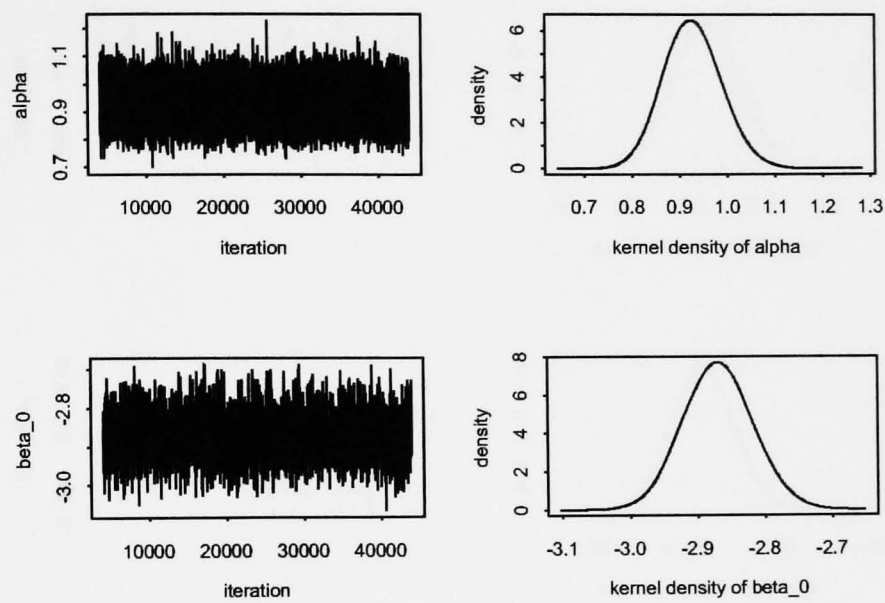 alpha
0.7 0.9 1.1
10000 20000 30000 40000
iteration
density
0 2 4 6
0.7 0.8 0.9 1.0 1.1 1.2 1.3
kernel density of alpha
beta_0
-3.0 -2.8
10000 20000 30000 40000
iteration
density
0 2 4 6 8
-3.1 -3.0 -2.9 -2.8 -2.7
kernel density of beta_0